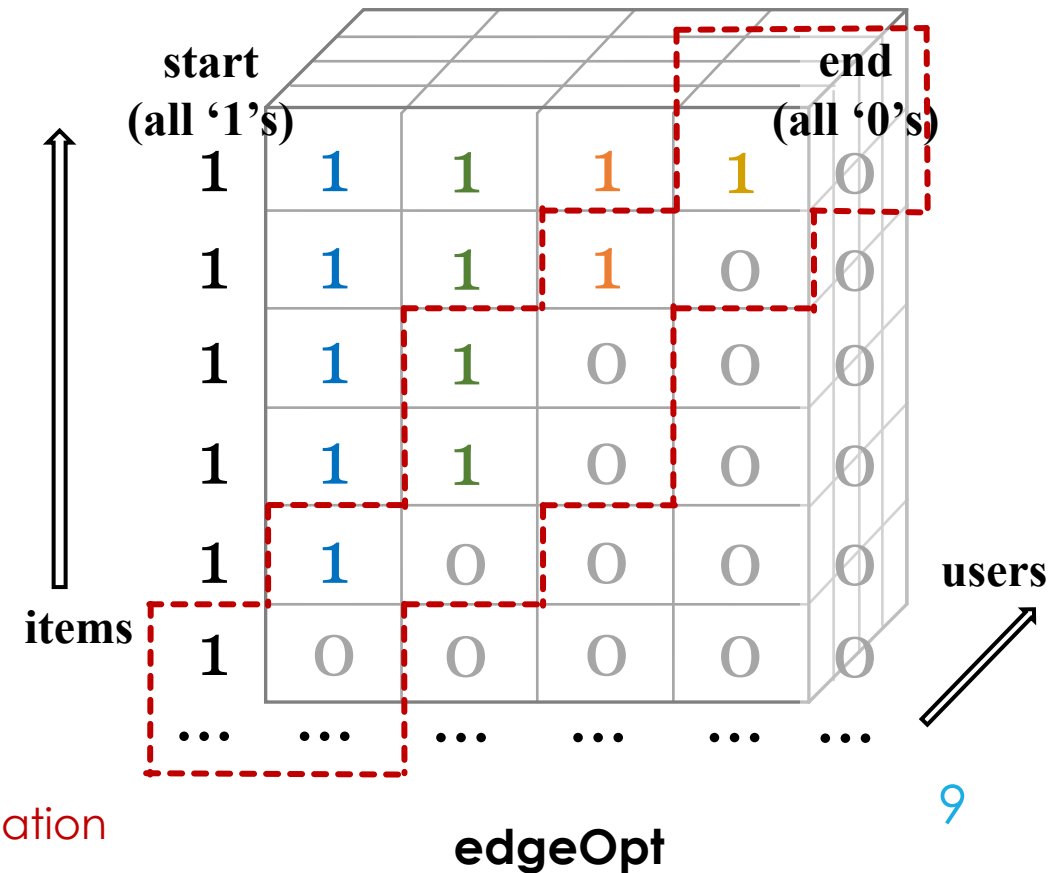 start
(all ‘1’s)
end
(all ‘0’s)
1 1 1 1 1 0
1 1 1 1 0 0
1 1 1 0 0 0
1 1 1 0 0 0
1 1 0 0 0 0
1 0 0 0 0 0
... ... ... ... ... ...
items
users
ation
edgeOpt
9